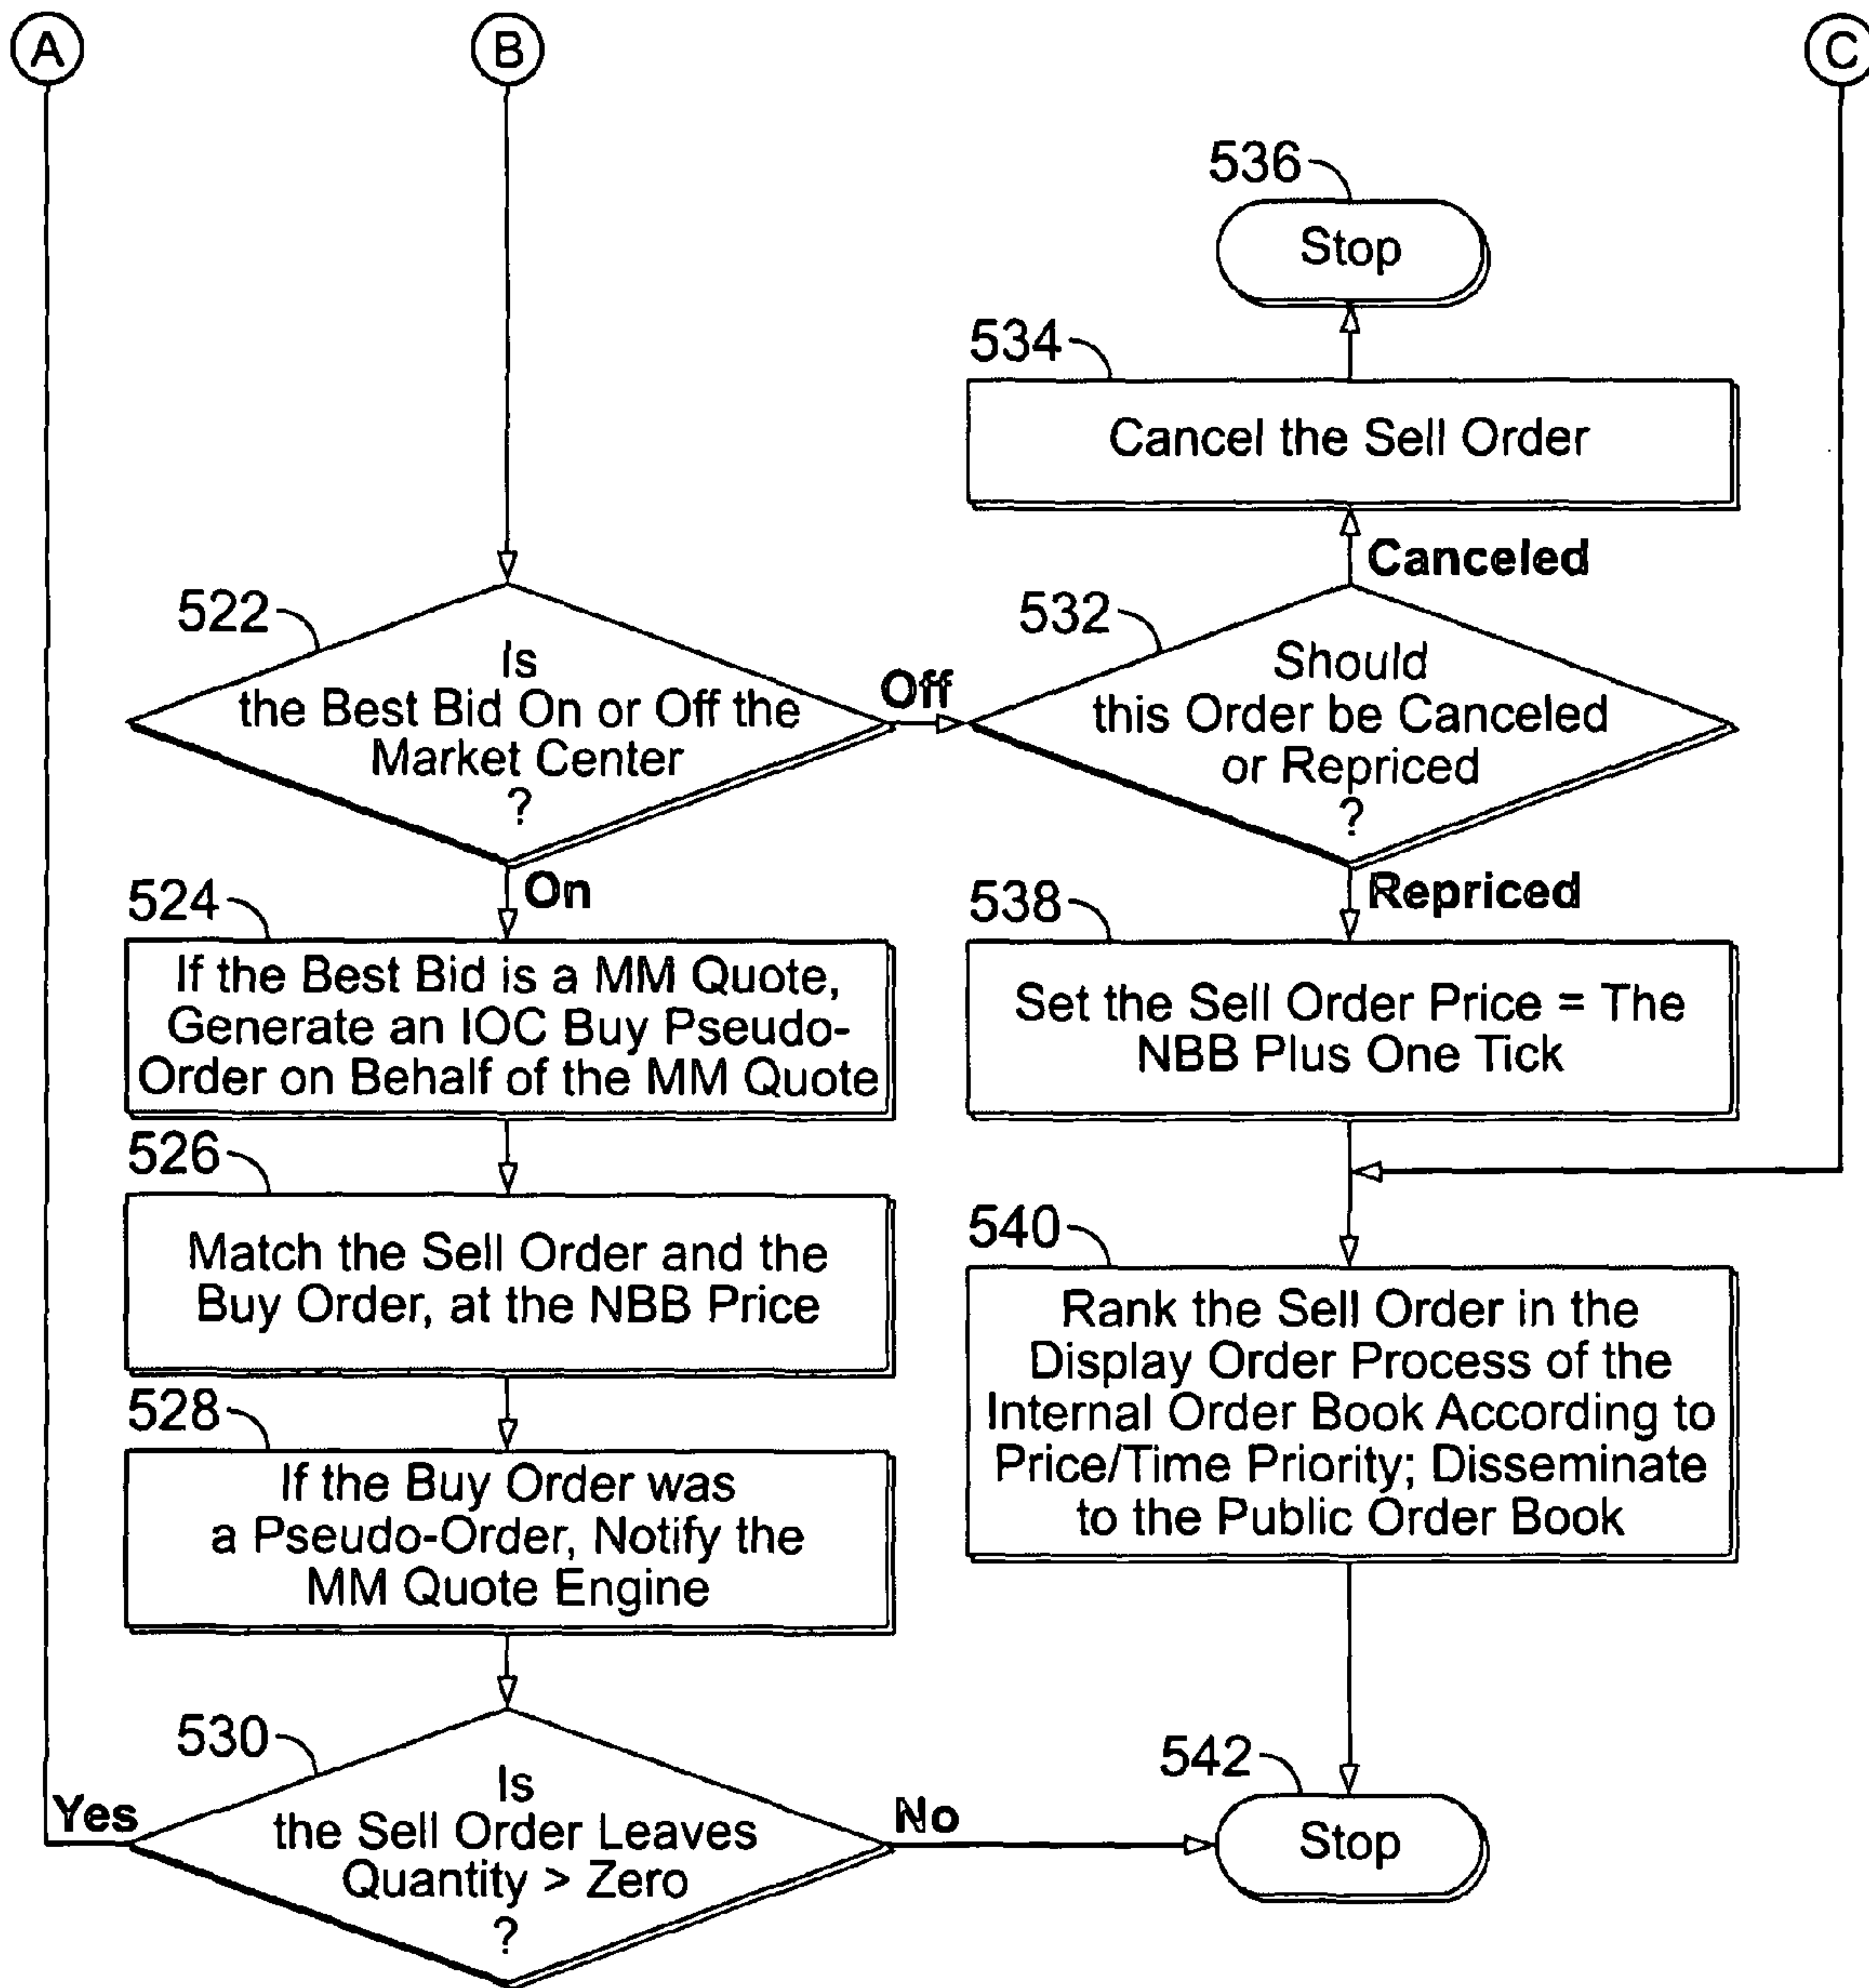 A
B
C
536
Stop
534
Cancel the Sell Order
Canceled
522
Is
the Best Bid On or Off the
Market Center
?
Off
532
Should
this Order be Canceled
or Repriced
?
On
Repriced
524
If the Best Bid is a MM Quote,
Generate an IOC Buy Pseudo-
Order on Behalf of the MM Quote
538
Set the Sell Order Price = The
NBB Plus One Tick
526
Match the Sell Order and the
Buy Order, at the NBB Price
540
Rank the Sell Order in the
Display Order Process of the
Internal Order Book According to
Price/Time Priority; Disseminate
to the Public Order Book
528
If the Buy Order was
a Pseudo-Order, Notify the
MM Quote Engine
530
Is
the Sell Order Leaves
Quantity > Zero
?
Yes
No
542
Stop